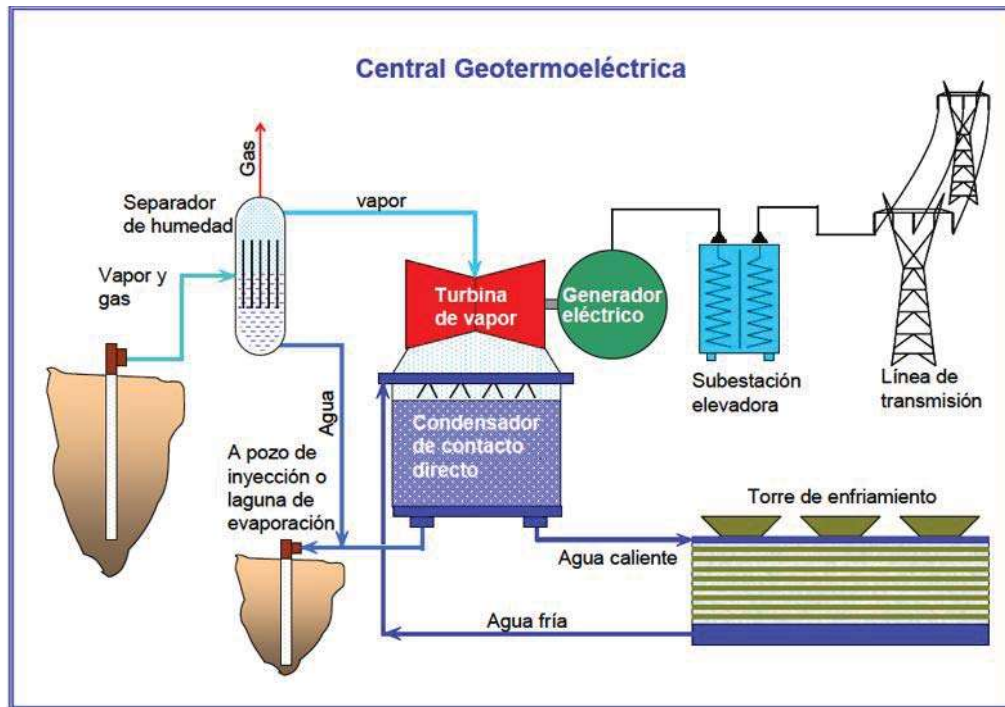 Central Geotermoeléctrica
Gas
Separador
de humedad
vapor
Vapor y
gas
Turbina
de vapor
Generador
eléctrico
Subestación
elevadora
Línea de
transmisión
Agua
Condensador
de contacto
directo
A pozo de
inyección o
laguna de
evaporación
Torre de enfriamiento
Agua caliente
Agua fría